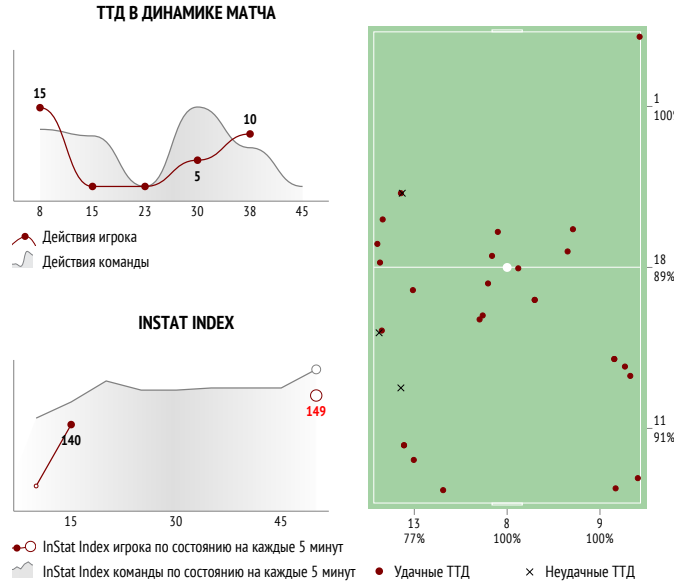 ТТД В ДИНАМИКЕ МАТЧА
15
10
5
8 15 23 30 38 45
Действия игрока
Действия команды
INSTAT INDEX
149
140
15 30 45
InStat Index игрока по состоянию на каждые 5 минут
InStat Index команды по состоянию на каждые 5 минут
1
100%
18
89%
11
91%
13 8 9
77% 100% 100%
Удачные ТТД
Неудачные ТТД